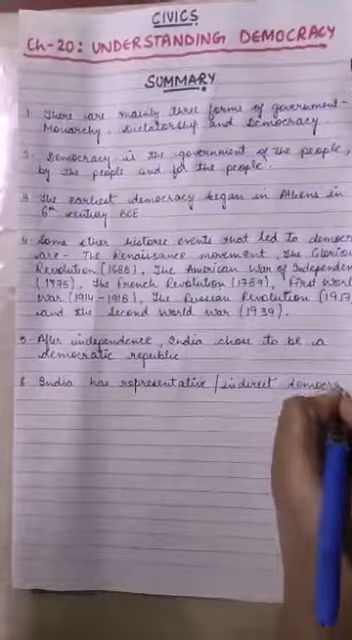 CIVICS
Ch-20: UNDERSTANDING DEMOCRACY
SUMMARY
1. There are mainly three forms of government-
Monarchy, Dictatorship and Democracy
2. Democracy is the government of the people,
by the people and for the people.
3. The earliest democracy began in Athens in
6th century BCE
4. Some other historic events that led to democr
are - The Renaissance movement, The Glorious
Revolution (1688), The American War of Independen
(1775), The French Revolution (1789), First Worl
War (1914-1918), The Russian Revolution (1917
and the Second World War (1939).
5. After independence, India chose to be a
democratic republic
6. India has representative/indirect democra